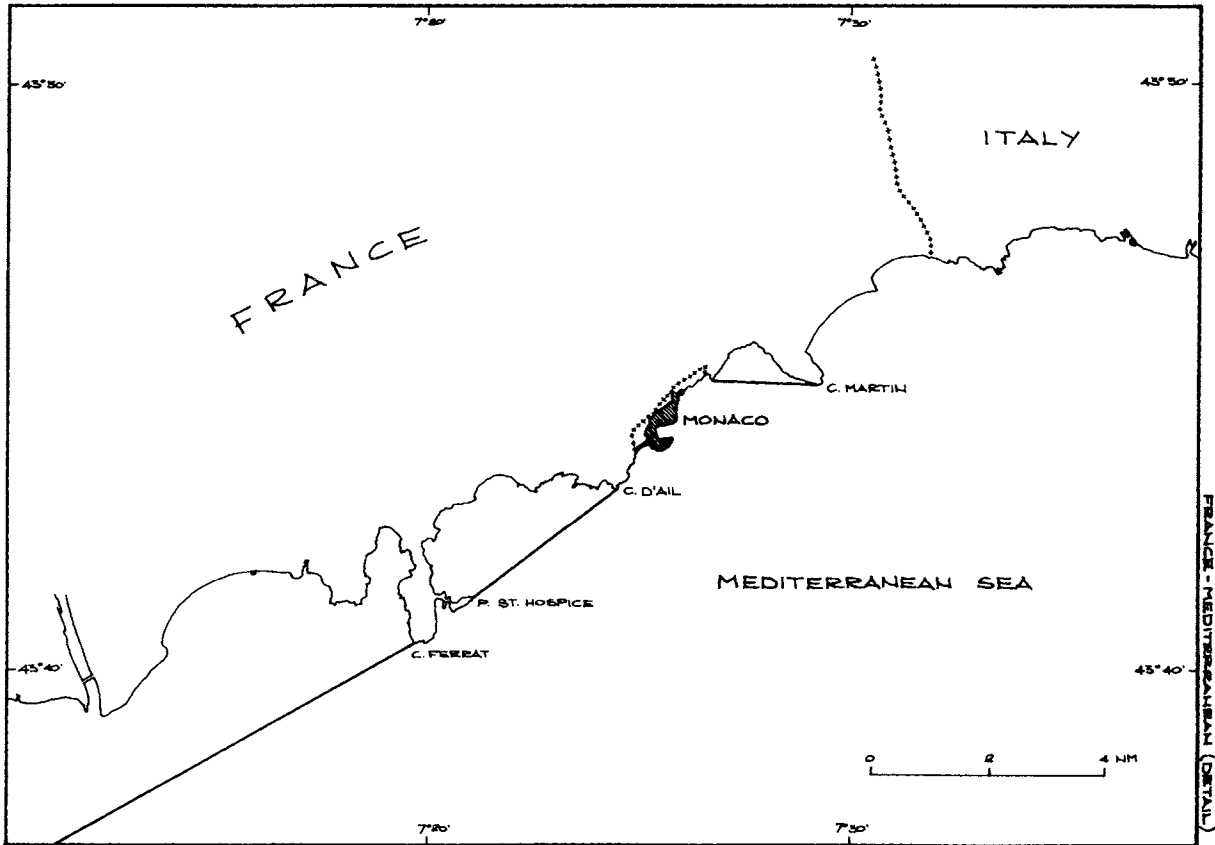 7°20'
7°30'
43°50'
43°50'
ITALY
FRANCE
C. MARTIN
MONACO
C. D'AIL
MEDITERRANEAN SEA
P. ST. HOSPICE
C. FERRAT
43°40'
43°40'
0 2 4 NM
7°20'
7°30'
FRANCE - MEDITERRANEAN (DETAIL)